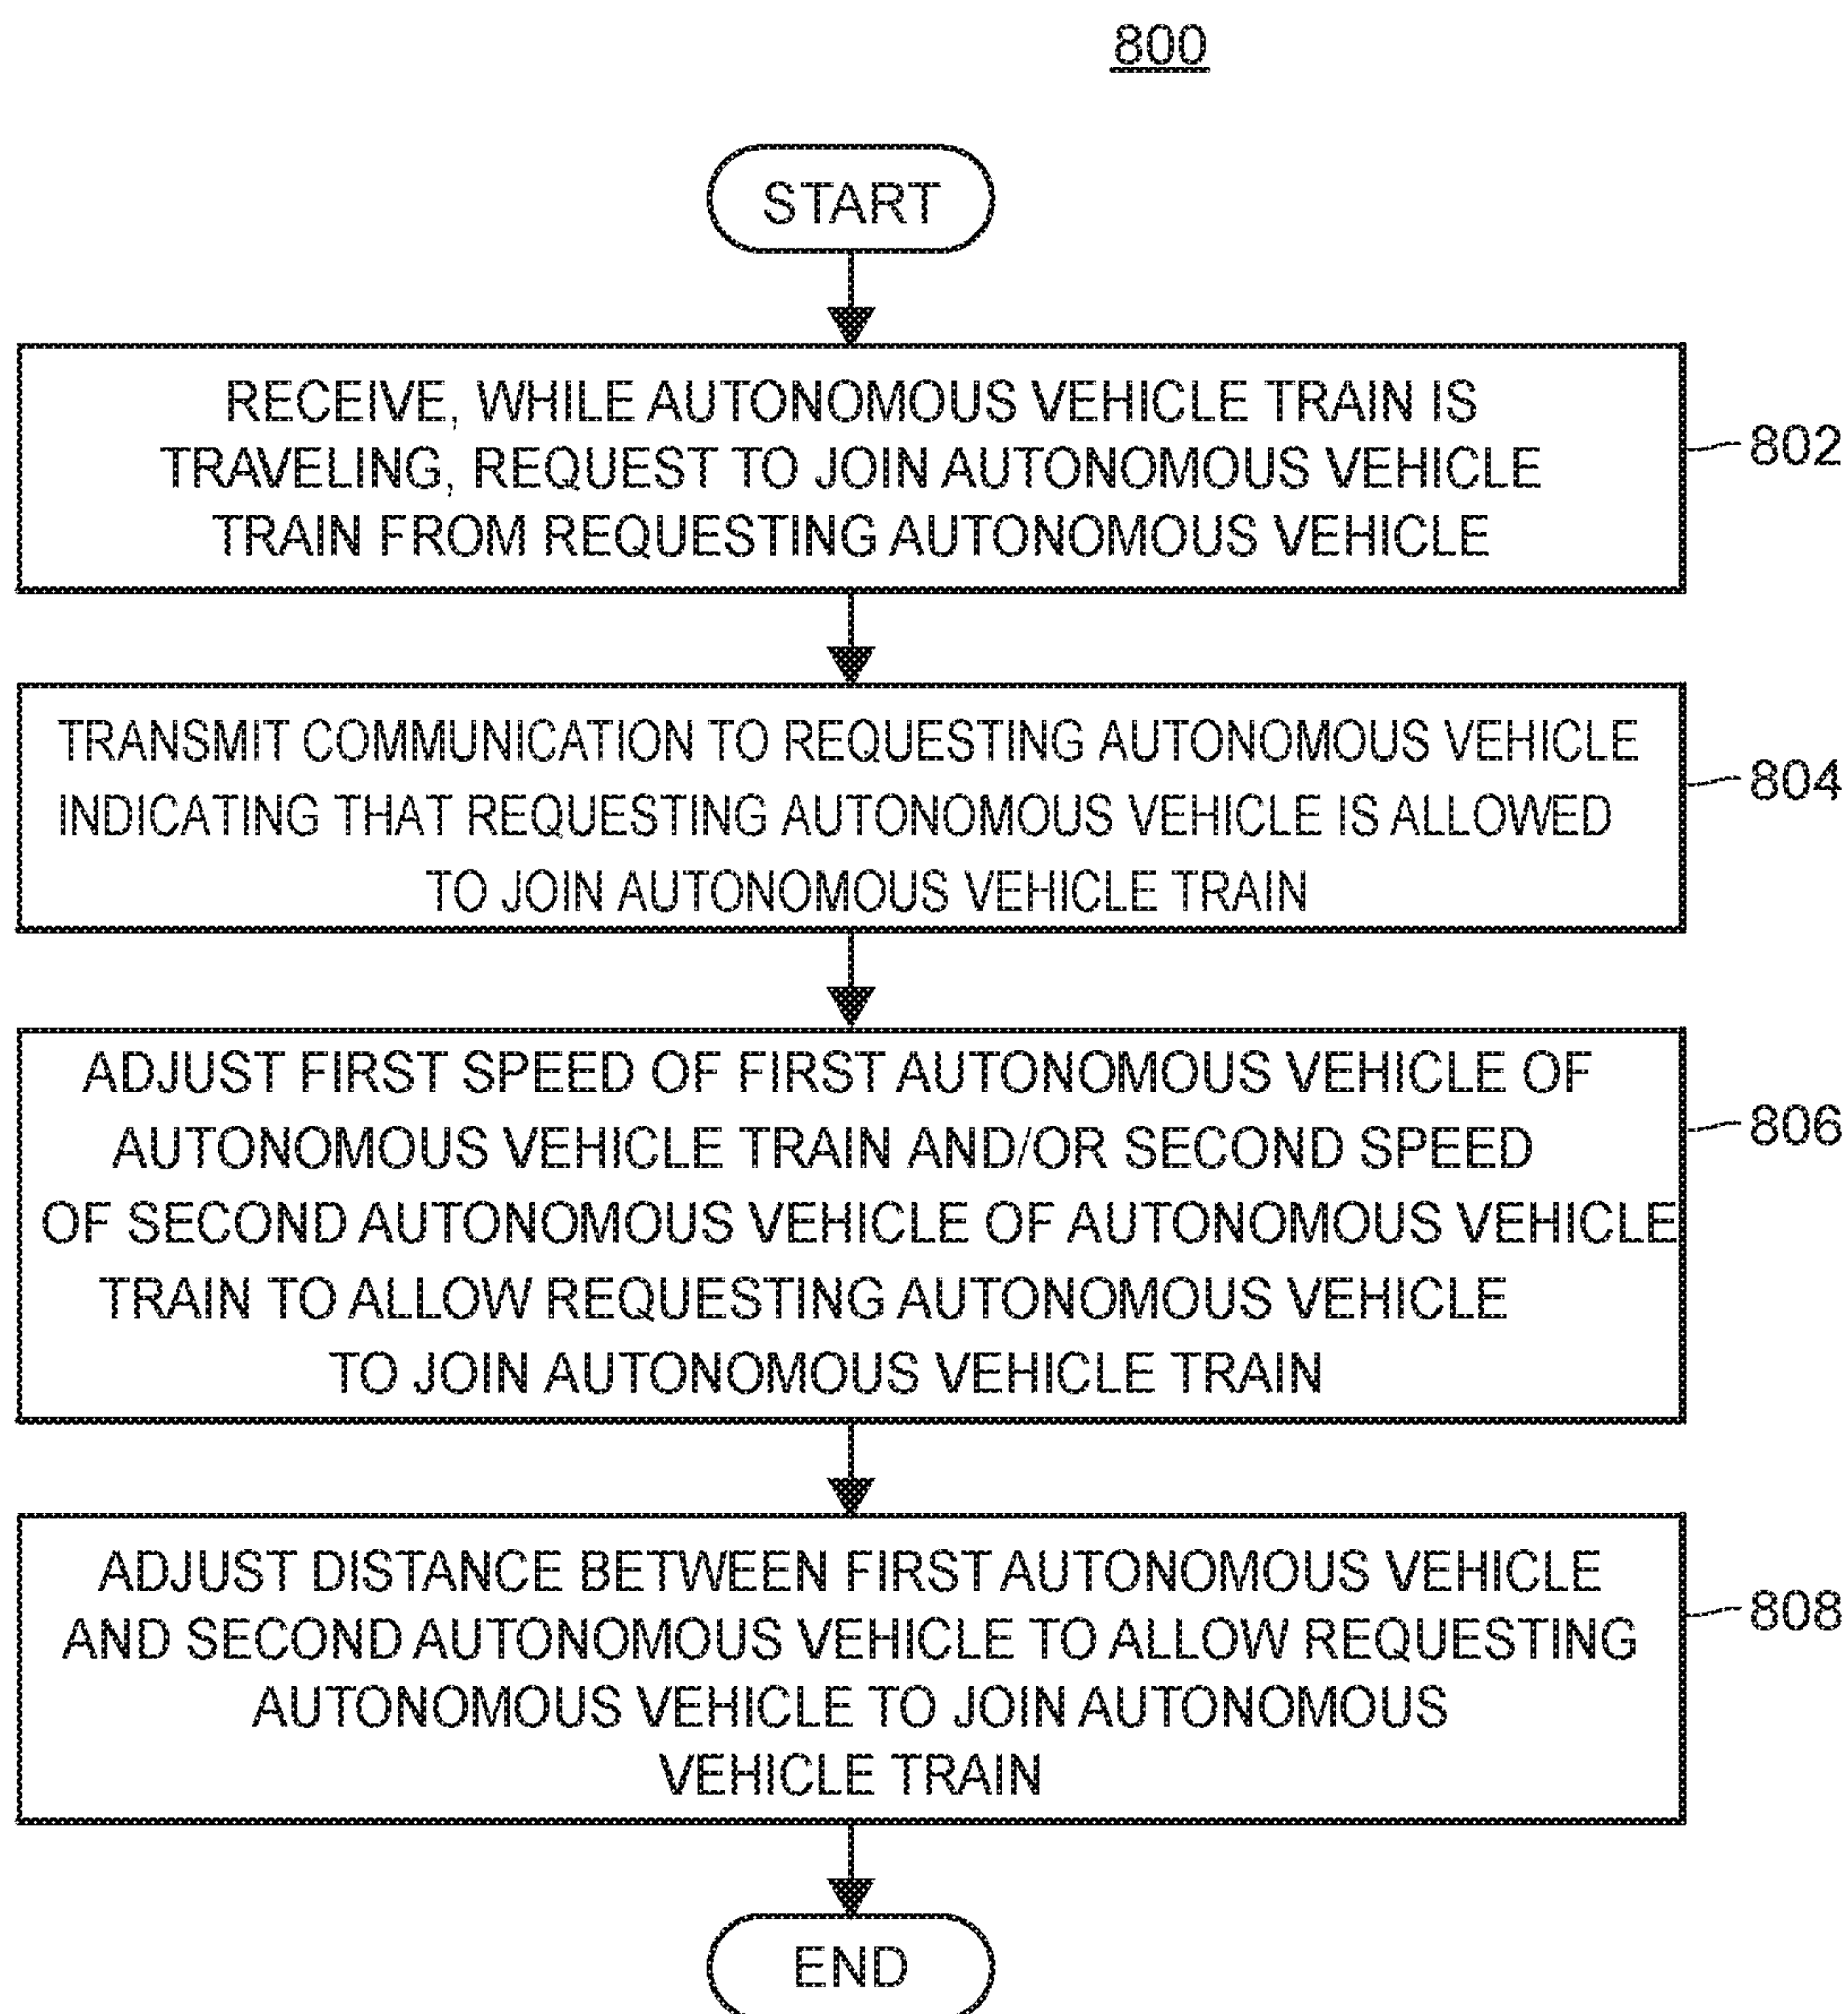 800
START
RECEIVE, WHILE AUTONOMOUS VEHICLE TRAIN IS
TRAVELING, REQUEST TO JOIN AUTONOMOUS VEHICLE
TRAIN FROM REQUESTING AUTONOMOUS VEHICLE
802
TRANSMIT COMMUNICATION TO REQUESTING AUTONOMOUS VEHICLE
INDICATING THAT REQUESTING AUTONOMOUS VEHICLE IS ALLOWED
TO JOIN AUTONOMOUS VEHICLE TRAIN
804
ADJUST FIRST SPEED OF FIRST AUTONOMOUS VEHICLE OF
AUTONOMOUS VEHICLE TRAIN AND/OR SECOND SPEED
OF SECOND AUTONOMOUS VEHICLE OF AUTONOMOUS VEHICLE
TRAIN TO ALLOW REQUESTING AUTONOMOUS VEHICLE
TO JOIN AUTONOMOUS VEHICLE TRAIN
806
ADJUST DISTANCE BETWEEN FIRST AUTONOMOUS VEHICLE
AND SECOND AUTONOMOUS VEHICLE TO ALLOW REQUESTING
AUTONOMOUS VEHICLE TO JOIN AUTONOMOUS
VEHICLE TRAIN
808
END